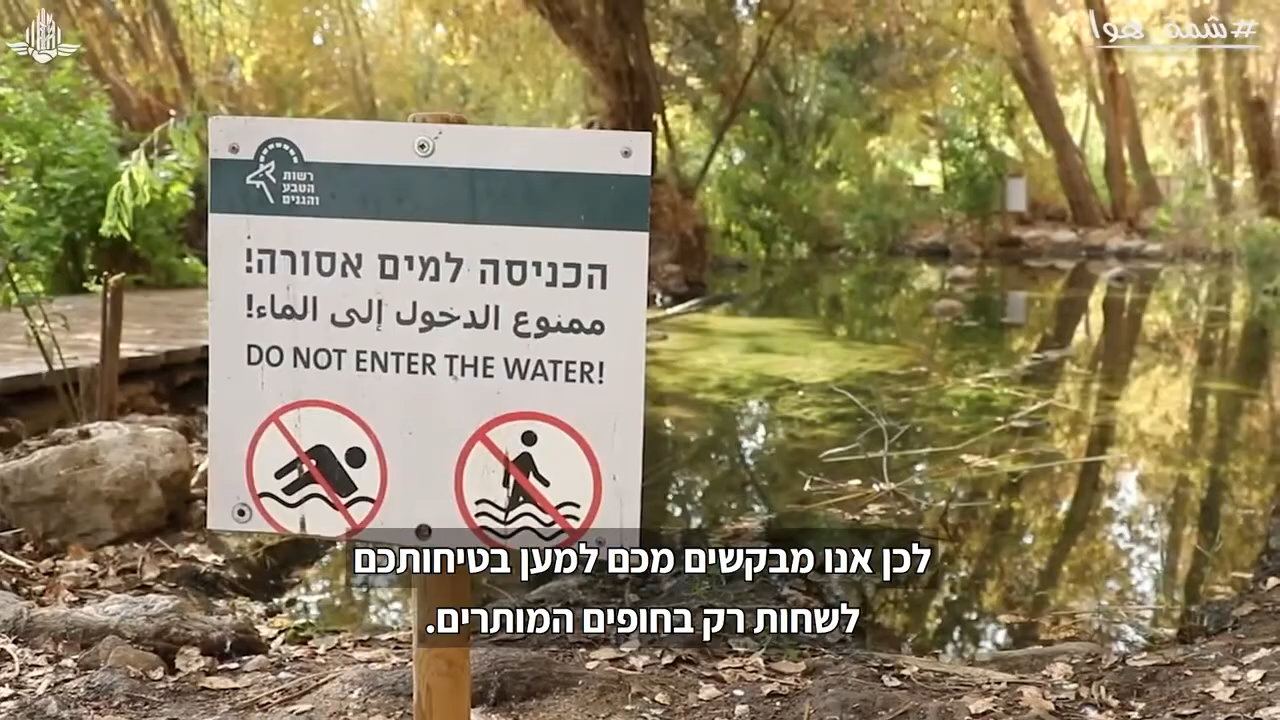 #شمة_هوا
רשות
הטבע
והגנים
הכניסה למים אסורה!
ممنوع الدخول إلى الماء!
DO NOT ENTER THE WATER!
לכן אנו מבקשים מכם למען בטיחותכם
לשחות רק בחופים המותרים.